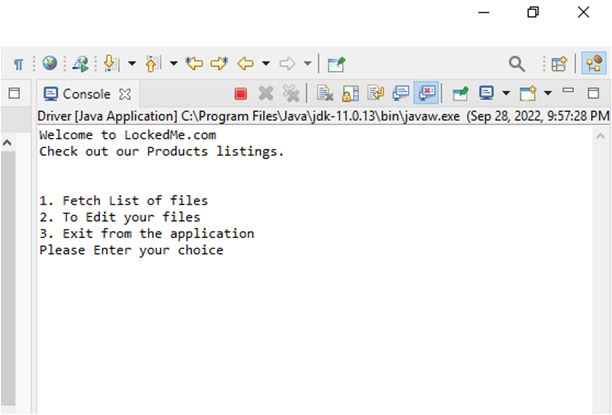 Console
Driver [Java Application] C:\Program Files\Java\jdk-11.0.13\bin\javaw.exe (Sep 28, 2022, 9:57:28 PM
Welcome to LockedMe.com
Check out our Products listings.
1. Fetch List of files
2. To Edit your files
3. Exit from the application
Please Enter your choice